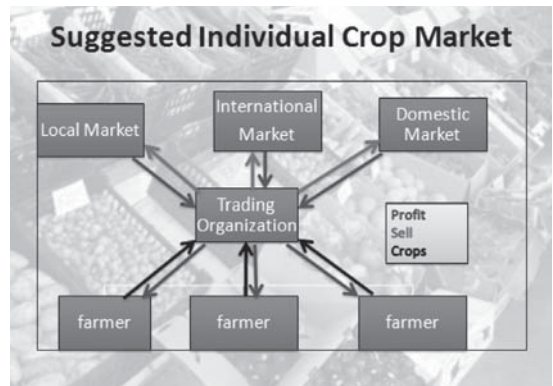 Suggested Individual Crop Market
Local Market
International
Market
Domestic
Market
Trading
Organization
Profit
Sell
Crops
farmer
farmer
farmer